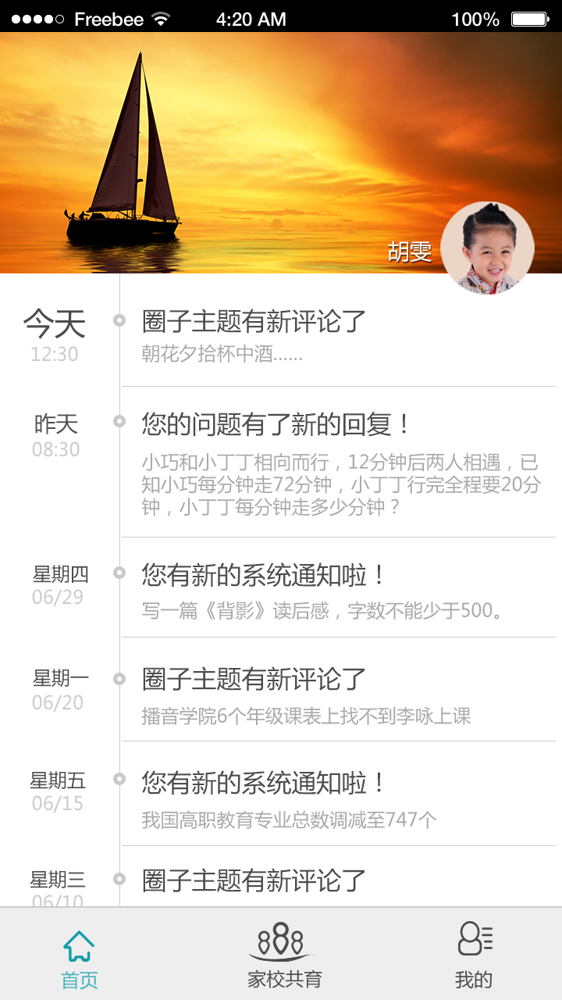 Freebee 4:20 AM 100%
胡雯
今天
12:30
圈子主题有新评论了
朝花夕拾杯中酒……
昨天
08:30
您的问题有了新的回复！
小巧和小丁丁相向而行，12分钟后两人相遇，已
知小巧每分钟走72分钟，小丁丁行完全程要20分
钟，小丁丁每分钟走多少分钟？
星期四
06/29
您有新的系统通知啦！
写一篇《背影》读后感，字数不能少于500。
星期一
06/20
圈子主题有新评论了
播音学院6个年级课表上找不到李咏上课
星期五
06/15
您有新的系统通知啦！
我国高职教育专业总数调减至747个
星期三
06/10
圈子主题有新评论了
首页
家校共育
我的